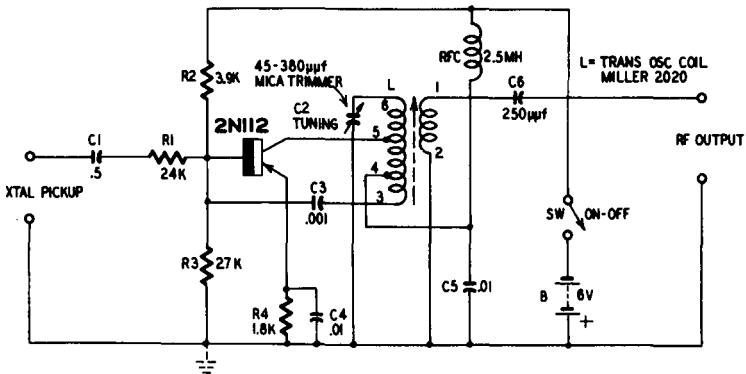 RFC 2.5MH
L= TRANS OSC COIL
MILLER 2020
45-380µµf
MICA TRIMMER
R2 3.9K
L
6
1
C6
250µµf
C2
TUNING
2N112
5
C1
.5
R1
24K
RF OUTPUT
4
2
XTAL PICKUP
C3
.001
3
SW ON-OFF
R3 27K
C5 .01
B 6V
+
R4
1.8K
C4
.01